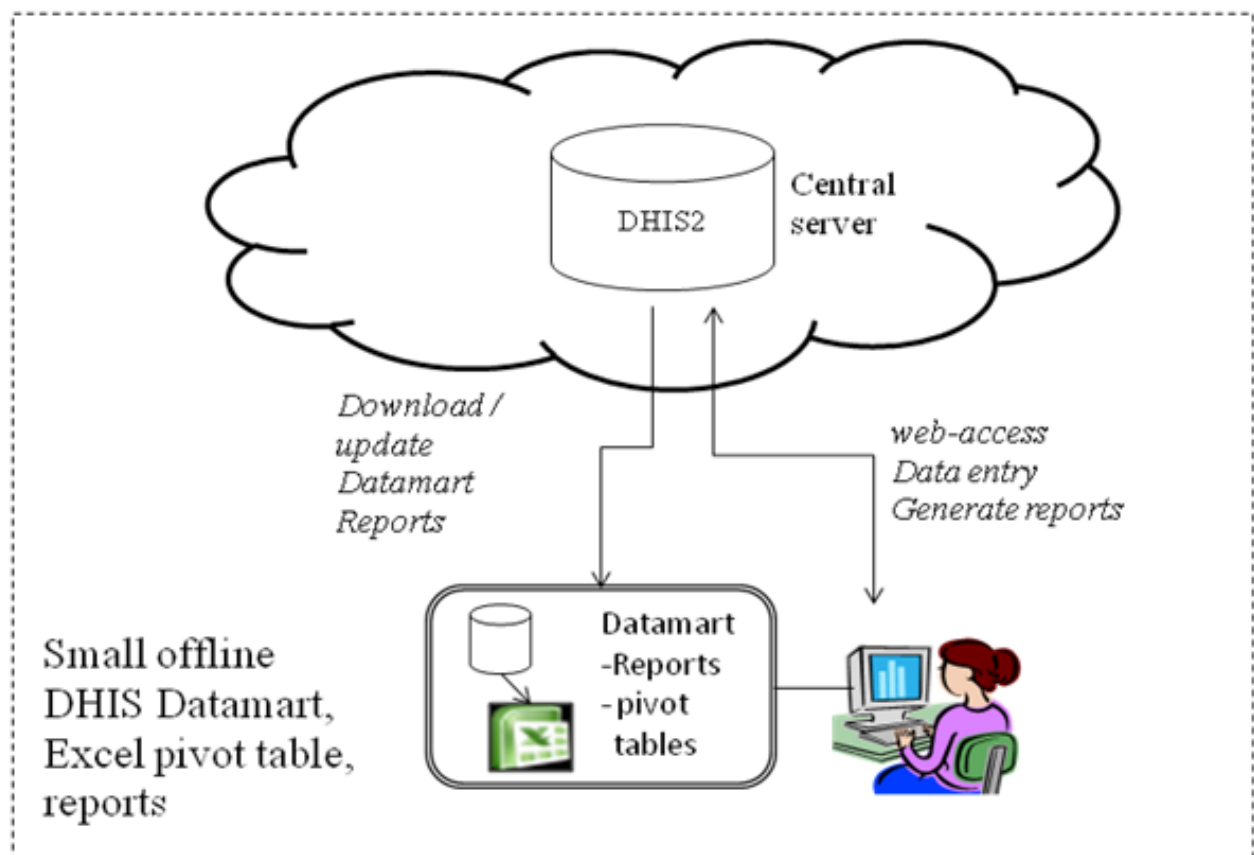 DHIS2
Central
server
Download /
update
Datamart
Reports
web-access
Data entry
Generate reports
Small offline
DHIS Datamart,
Excel pivot table,
reports
Datamart
-Reports
-pivot
tables